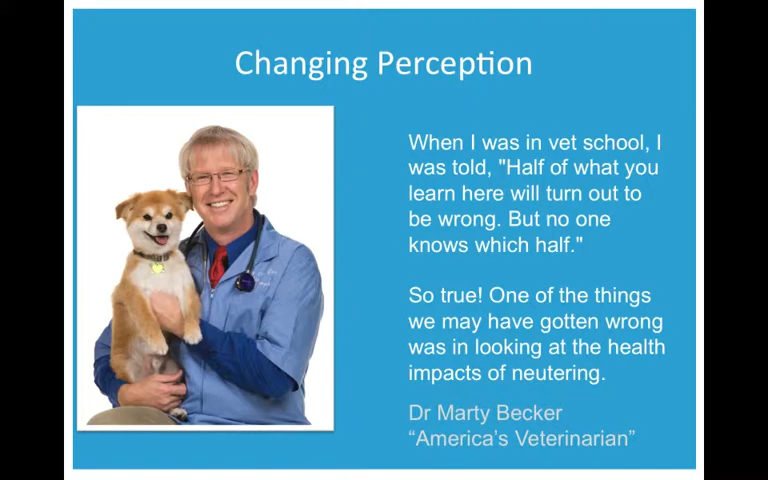 Changing Perception
When I was in vet school, I
was told, "Half of what you
learn here will turn out to
be wrong. But no one
knows which half."
So true! One of the things
we may have gotten wrong
was in looking at the health
impacts of neutering.
Dr Marty Becker
“America’s Veterinarian”